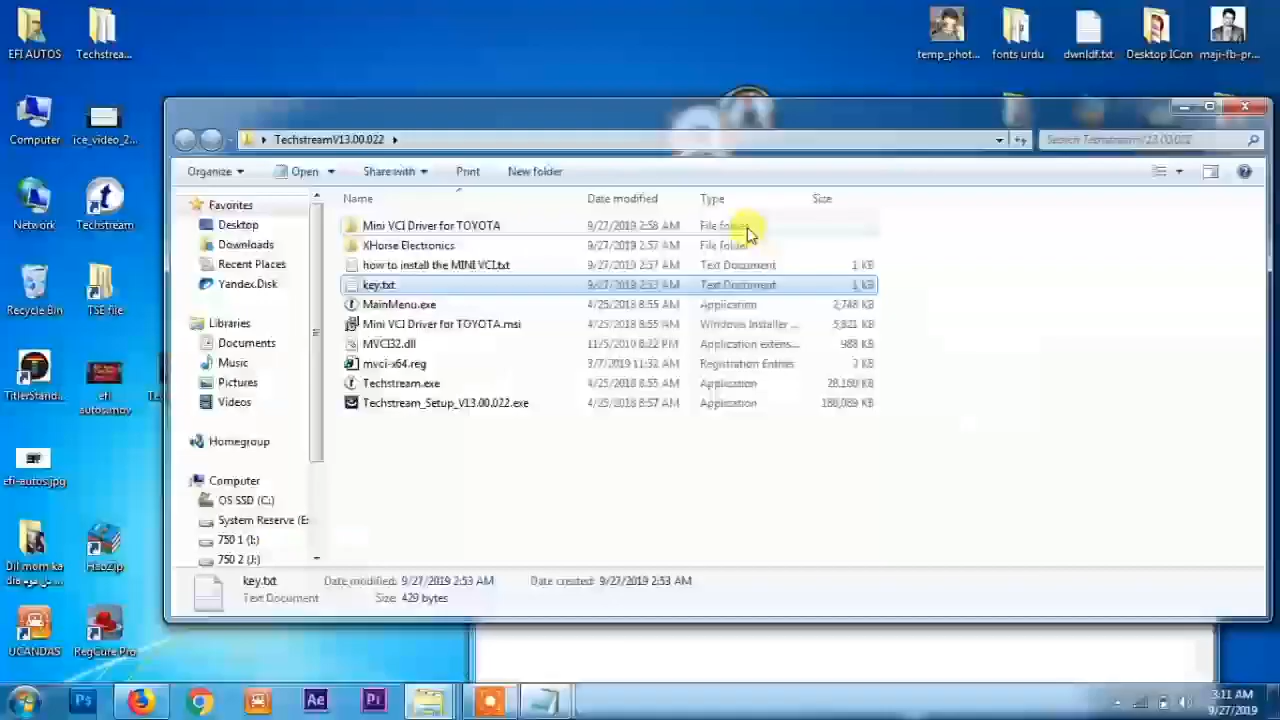 EFI AUTOS
Techstrea...
temp_phot...
fonts urdu
dwnldf.txt
Desktop ICon
maji-fb-pr...
Computer
ice_video_2...
Network
Techstream
Recycle Bin
TSE file
TitlerStand...
efi
autos.mov
efi-autos.jpg
Dil mom ka
HaoZip
UCANDAS
RegCure Pro
TechstreamV13.00.022
Search TechstreamV13.00.022
Organize
Open
Share with
Print
New folder
Name
Date modified
Type
Size
Favorites
Desktop
Downloads
Recent Places
Yandex.Disk
Libraries
Documents
Music
Pictures
Videos
Homegroup
Computer
OS SSD (C:)
System Reserve (E:
750 1 (I:)
750 2 (J:)
Mini VCI Driver for TOYOTA 9/27/2019 2:58 AM File folder
XHorse Electronics 9/27/2019 2:57 AM File folder
how to install the MINI VCI.txt 9/27/2019 2:57 AM Text Document 1 KB
key.txt 9/27/2019 2:53 AM Text Document 1 KB
MainMenu.exe 4/25/2018 8:55 AM Application 2,748 KB
Mini VCI Driver for TOYOTA.msi 4/25/2018 8:55 AM Windows Installer ... 5,821 KB
MVCI32.dll 11/5/2010 8:22 PM Application extens... 988 KB
mvci-x64.reg 3/7/2019 11:32 AM Registration Entries
Techstream.exe 4/25/2018 8:55 AM Application 28,160 KB
Techstream_Setup_V13.00.022.exe 4/25/2018 8:57 AM Application
key.txt Date modified: 9/27/2019 2:53 AM Date created: 9/27/2019 2:53 AM
Text Document Size: 429 bytes
Ps
Ae
Pr
3:11 AM
9/27/2019